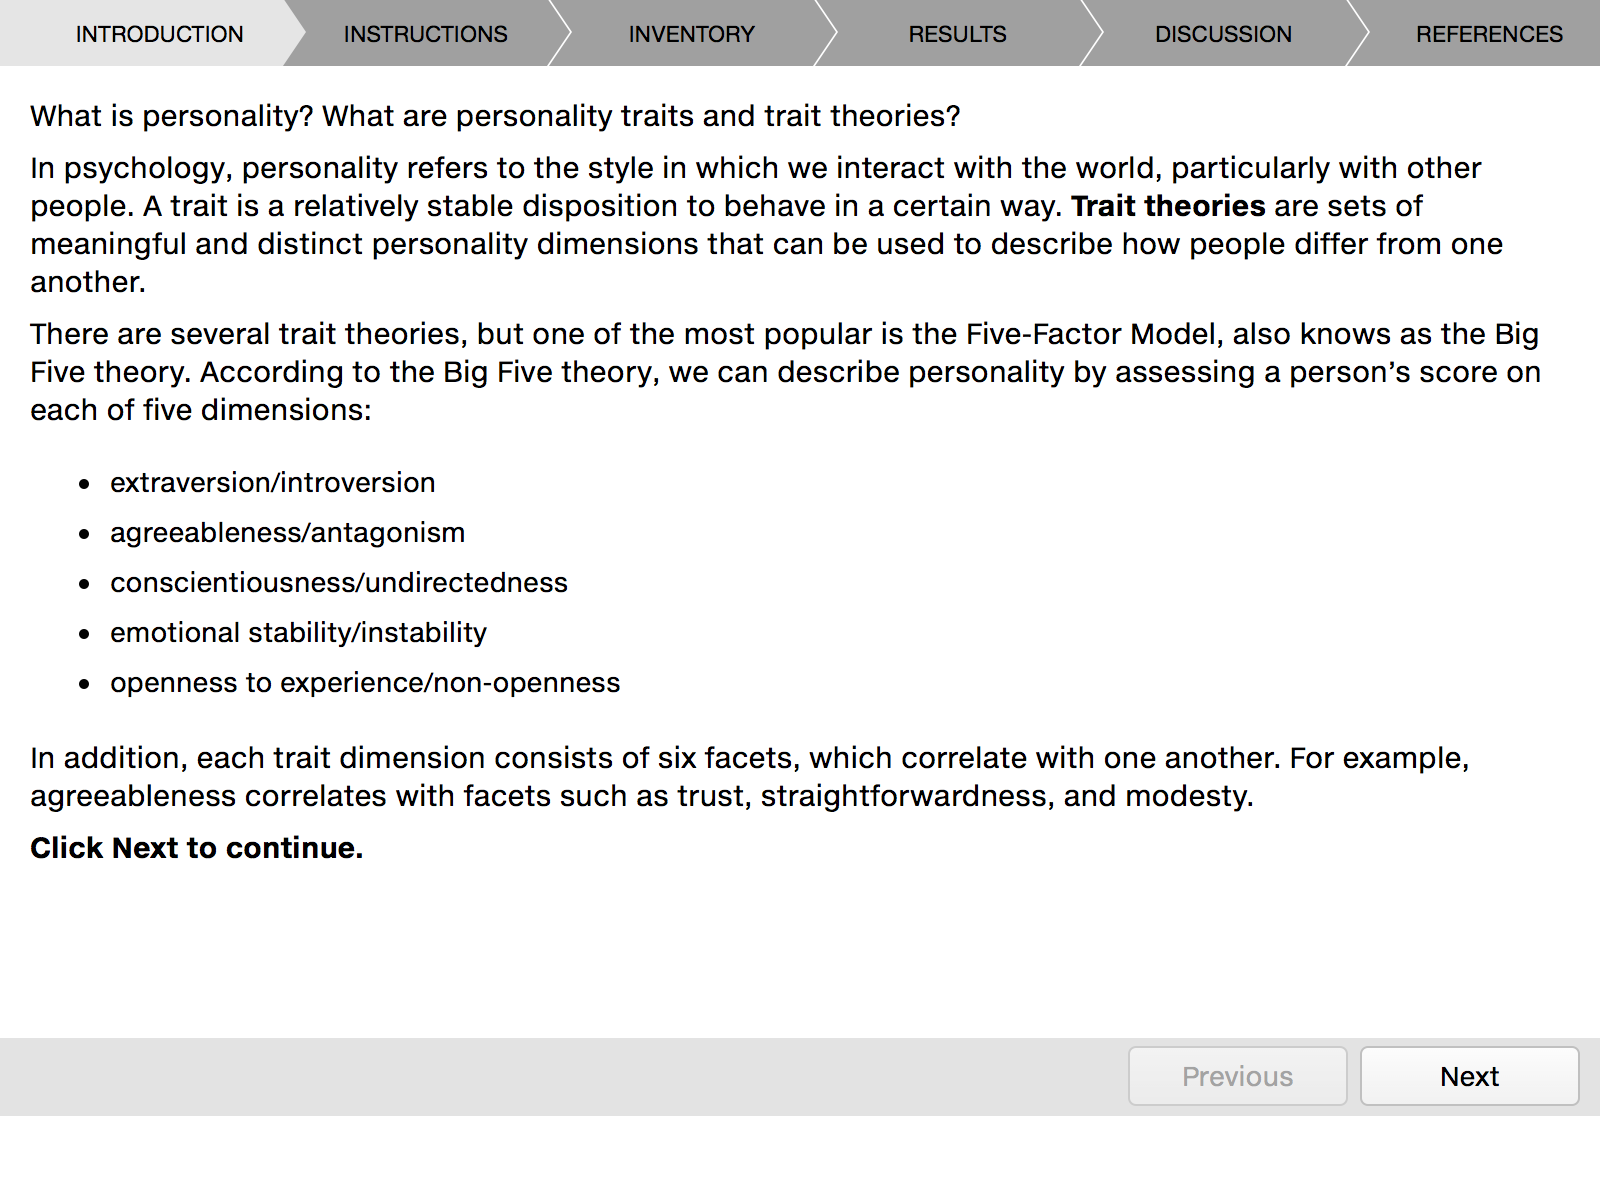 INTRODUCTION
INSTRUCTIONS
INVENTORY
RESULTS
DISCUSSION
REFERENCES
What is personality? What are personality traits and trait theories?
In psychology, personality refers to the style in which we interact with the world, particularly with other
people. A trait is a relatively stable disposition to behave in a certain way. Trait theories are sets of
meaningful and distinct personality dimensions that can be used to describe how people differ from one
another.
There are several trait theories, but one of the most popular is the Five-Factor Model, also knows as the Big
Five theory. According to the Big Five theory, we can describe personality by assessing a person’s score on
each of five dimensions:
• extraversion/introversion
• agreeableness/antagonism
• conscientiousness/undirectedness
• emotional stability/instability
• openness to experience/non-openness
In addition, each trait dimension consists of six facets, which correlate with one another. For example,
agreeableness correlates with facets such as trust, straightforwardness, and modesty.
Click Next to continue.
Previous
Next